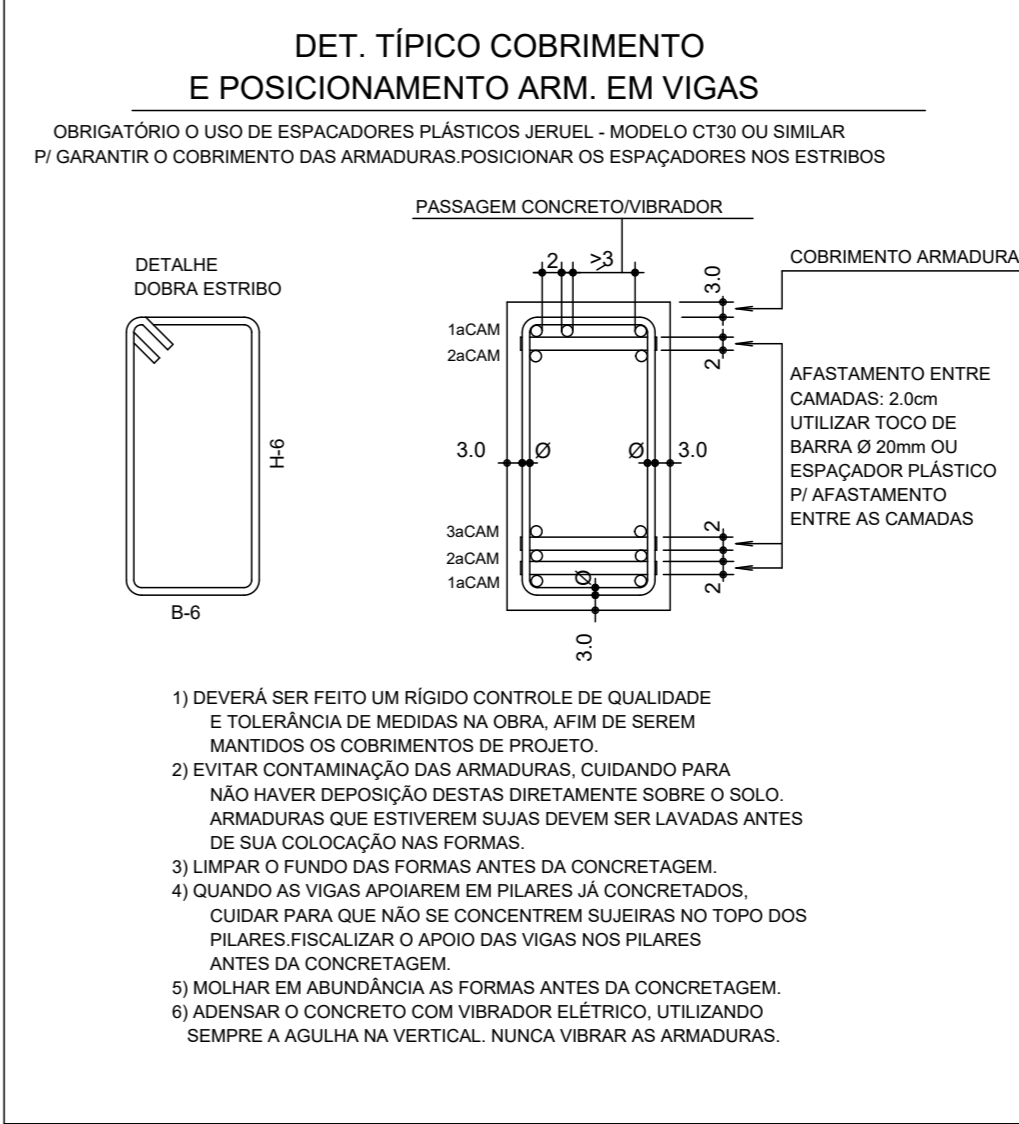 DET. TÍPICO COBRIMENTO
E POSICIONAMENTO ARM. EM VIGAS
OBRIGATÓRIO O USO DE ESPACADORES PLÁSTICOS JERUEL - MODELO CT30 OU SIMILAR
P/ GARANTIR O COBRIMENTO DAS ARMADURAS.POSICIONAR OS ESPAÇADORES NOS ESTRIBOS
PASSAGEM CONCRETO/VIBRADOR
DETALHE
DOBRA ESTRIBO
H-6
B-6
2
>3
3.0
COBRIMENTO ARMADURA
1aCAM
2aCAM
2
AFASTAMENTO ENTRE
CAMADAS: 2.0cm
UTILIZAR TOCO DE
BARRA Ø 20mm OU
ESPAÇADOR PLÁSTICO
P/ AFASTAMENTO
ENTRE AS CAMADAS
3.0
Ø
Ø
3.0
3aCAM
2aCAM
1aCAM
2
2
Ø
3.0
1) DEVERÁ SER FEITO UM RÍGIDO CONTROLE DE QUALIDADE
E TOLERÂNCIA DE MEDIDAS NA OBRA, AFIM DE SEREM
MANTIDOS OS COBRIMENTOS DE PROJETO.
2) EVITAR CONTAMINAÇÃO DAS ARMADURAS, CUIDANDO PARA
NÃO HAVER DEPOSIÇÃO DESTAS DIRETAMENTE SOBRE O SOLO.
ARMADURAS QUE ESTIVEREM SUJAS DEVEM SER LAVADAS ANTES
DE SUA COLOCAÇÃO NAS FORMAS.
3) LIMPAR O FUNDO DAS FORMAS ANTES DA CONCRETAGEM.
4) QUANDO AS VIGAS APOIAREM EM PILARES JÁ CONCRETADOS,
CUIDAR PARA QUE NÃO SE CONCENTREM SUJEIRAS NO TOPO DOS
PILARES.FISCALIZAR O APOIO DAS VIGAS NOS PILARES
ANTES DA CONCRETAGEM.
5) MOLHAR EM ABUNDÂNCIA AS FORMAS ANTES DA CONCRETAGEM.
6) ADENSAR O CONCRETO COM VIBRADOR ELÉTRICO, UTILIZANDO
SEMPRE A AGULHA NA VERTICAL. NUNCA VIBRAR AS ARMADURAS.